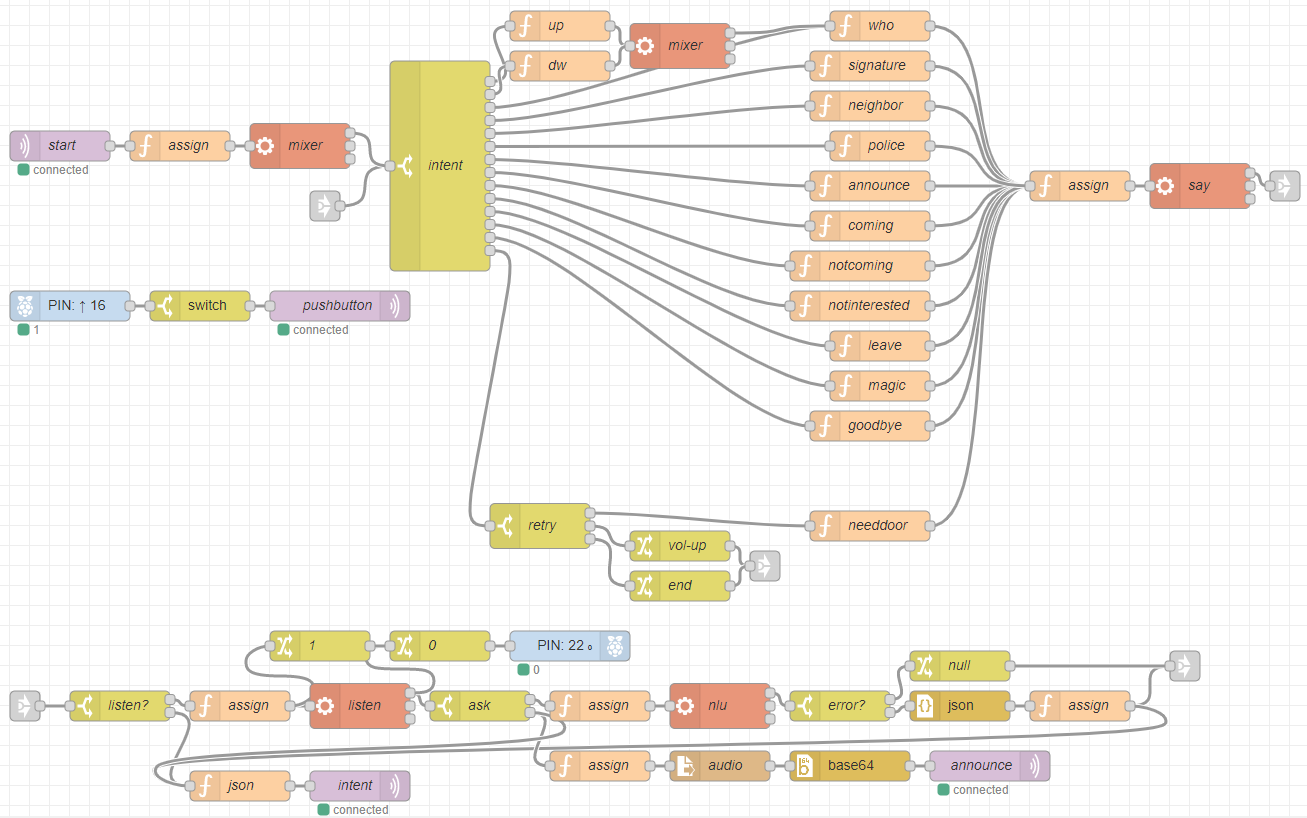 up
mixer
who
dw
signature
neighbor
start
assign
mixer
intent
police
connected
announce
assign
say
coming
notcoming
PIN: ↑ 16
switch
pushbutton
notinterested
1
connected
leave
magic
goodbye
retry
needdoor
vol-up
end
1
0
PIN: 22
0
null
listen?
assign
listen
ask
assign
nlu
error?
json
assign
json
intent
connected
assign
audio
base64
announce
connected